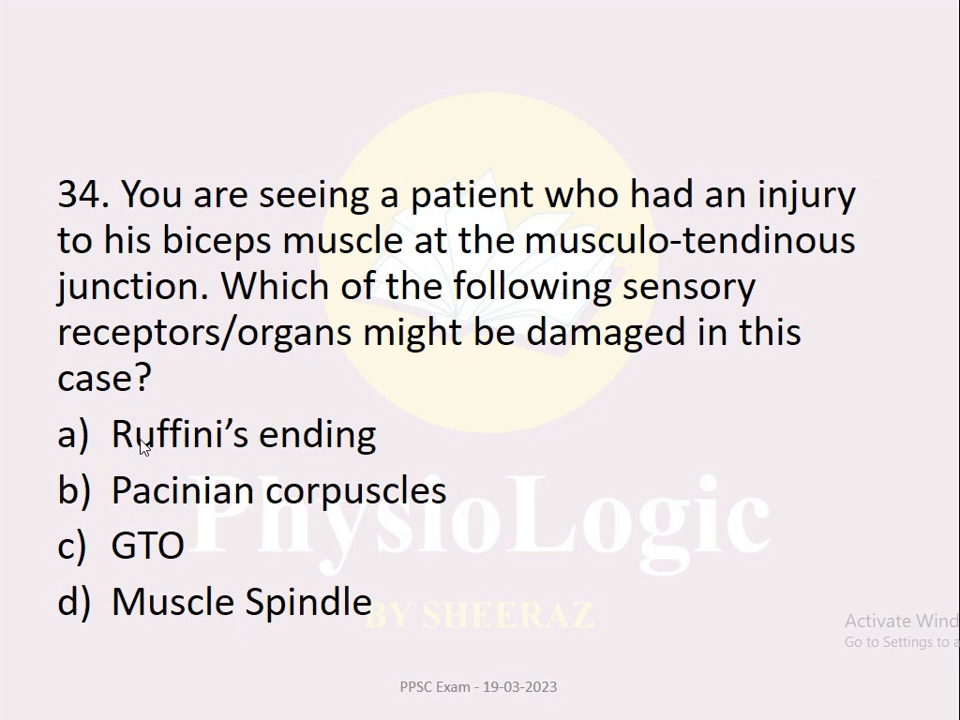 34. You are seeing a patient who had an injury
to his biceps muscle at the musculo-tendinous
junction. Which of the following sensory
receptors/organs might be damaged in this
case?
a) Ruffini’s ending
b) Pacinian corpuscles
PhysioLogic
c) GTO
d) Muscle Spindle
BY SHEERAZ
Activate Wind
Go to Settings to a
PPSC Exam - 19-03-2023